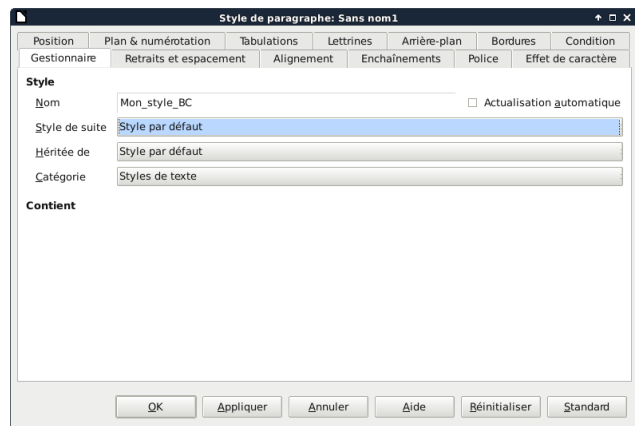 Style de paragraphe: Sans nom1
Position Plan & numérotation Tabulations Lettrines Arrière-plan Bordures Condition
Gestionnaire Retraits et espacement Alignement Enchaînements Police Effet de caractère
Style
Nom Mon_style_BC Actualisation automatique
Style de suite Style par défaut
Héritée de Style par défaut
Catégorie Styles de texte
Contient
OK Appliquer Annuler Aide Réinitialiser Standard